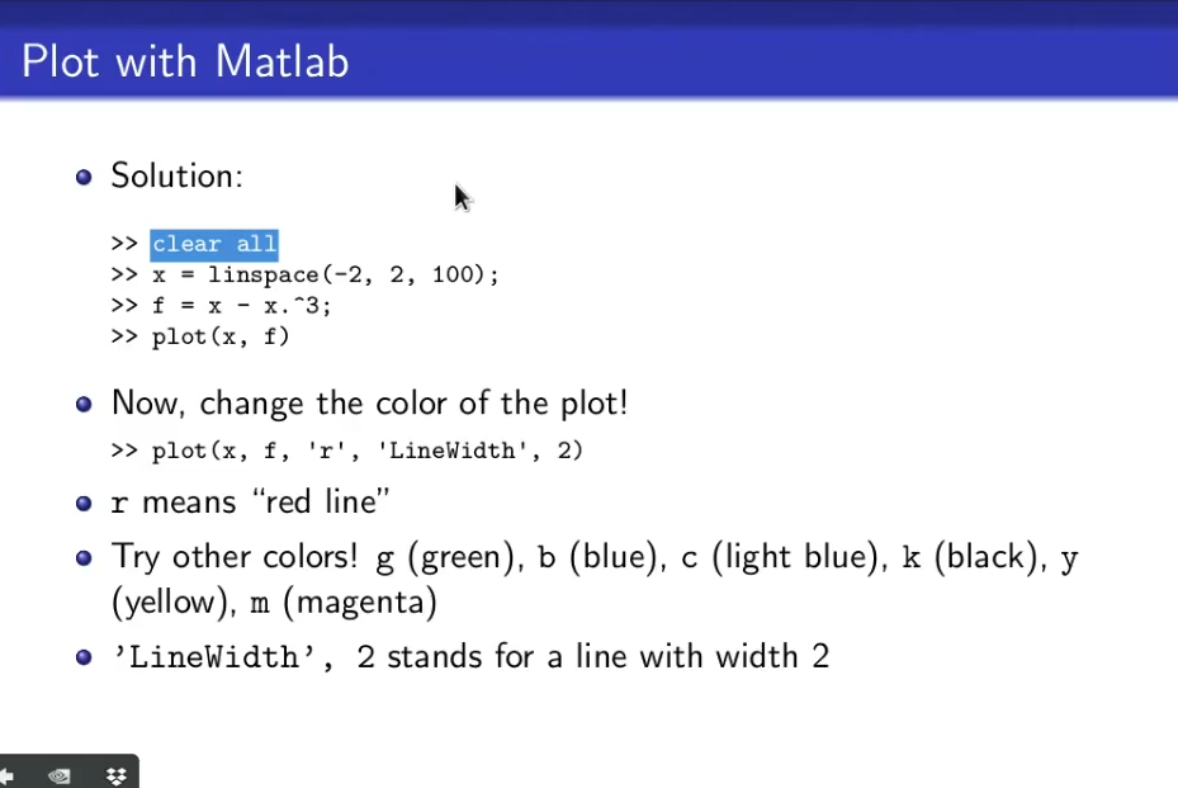 Plot with Matlab
Solution:
>> clear all
>> x = linspace(-2, 2, 100);
>> f = x - x.^3;
>> plot(x, f)
Now, change the color of the plot!
>> plot(x, f, 'r', 'LineWidth', 2)
r means “red line”
Try other colors! g (green), b (blue), c (light blue), k (black), y
(yellow), m (magenta)
’LineWidth’, 2 stands for a line with width 2